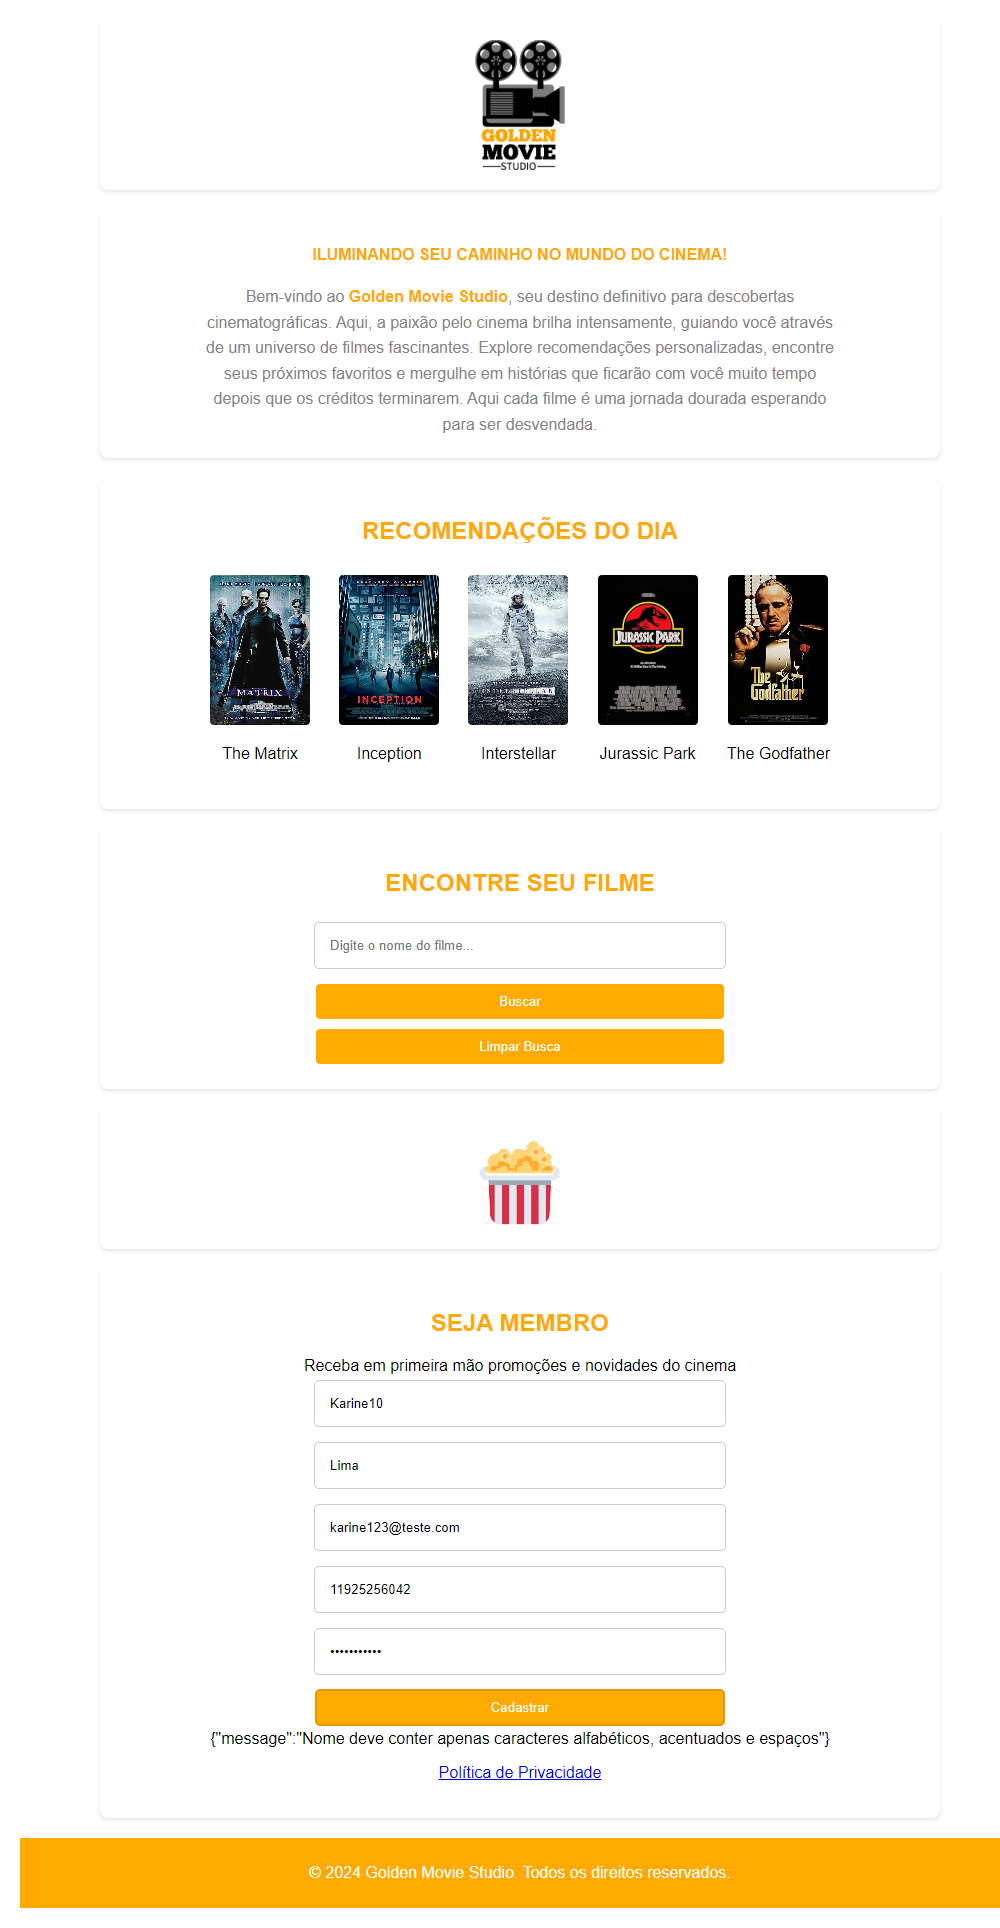 GOLDEN
MOVIE
STUDIO
ILUMINANDO SEU CAMINHO NO MUNDO DO CINEMA!
Bem-vindo ao Golden Movie Studio, seu destino definitivo para descobertas
cinematográficas. Aqui, a paixão pelo cinema brilha intensamente, guiando você através
de um universo de filmes fascinantes. Explore recomendações personalizadas, encontre
seus próximos favoritos e mergulhe em histórias que ficarão com você muito tempo
depois que os créditos terminarem. Aqui cada filme é uma jornada dourada esperando
para ser desvendada.
RECOMENDAÇÕES DO DIA
MATRIX
INCEPTION
JURASSIC PARK
The
Godfather
The Matrix
Inception
Interstellar
Jurassic Park
The Godfather
ENCONTRE SEU FILME
Digite o nome do filme...
Buscar
Limpar Busca
SEJA MEMBRO
Receba em primeira mão promoções e novidades do cinema
Karine10
Lima
karine123@teste.com
11925256042
•••••••••••
Cadastrar
{"message":"Nome deve conter apenas caracteres alfabéticos, acentuados e espaços"}
Política de Privacidade
© 2024 Golden Movie Studio. Todos os direitos reservados.